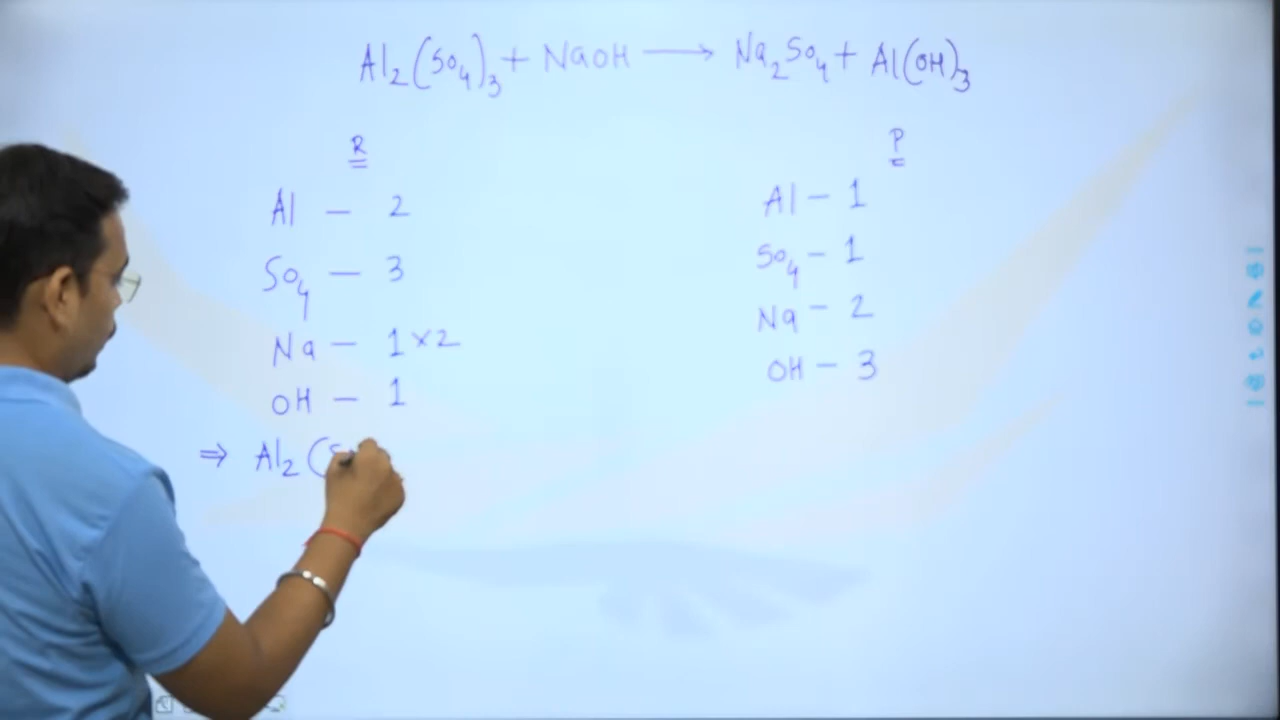 Al₂(SO₄)₃ + NaOH ⟶ Na₂SO₄ + Al(OH)₃
R
Al – 2
SO₄ – 3
Na – 1×2
OH – 1
⇒ Al₂(
P
Al – 1
SO₄ – 1
Na – 2
OH – 3